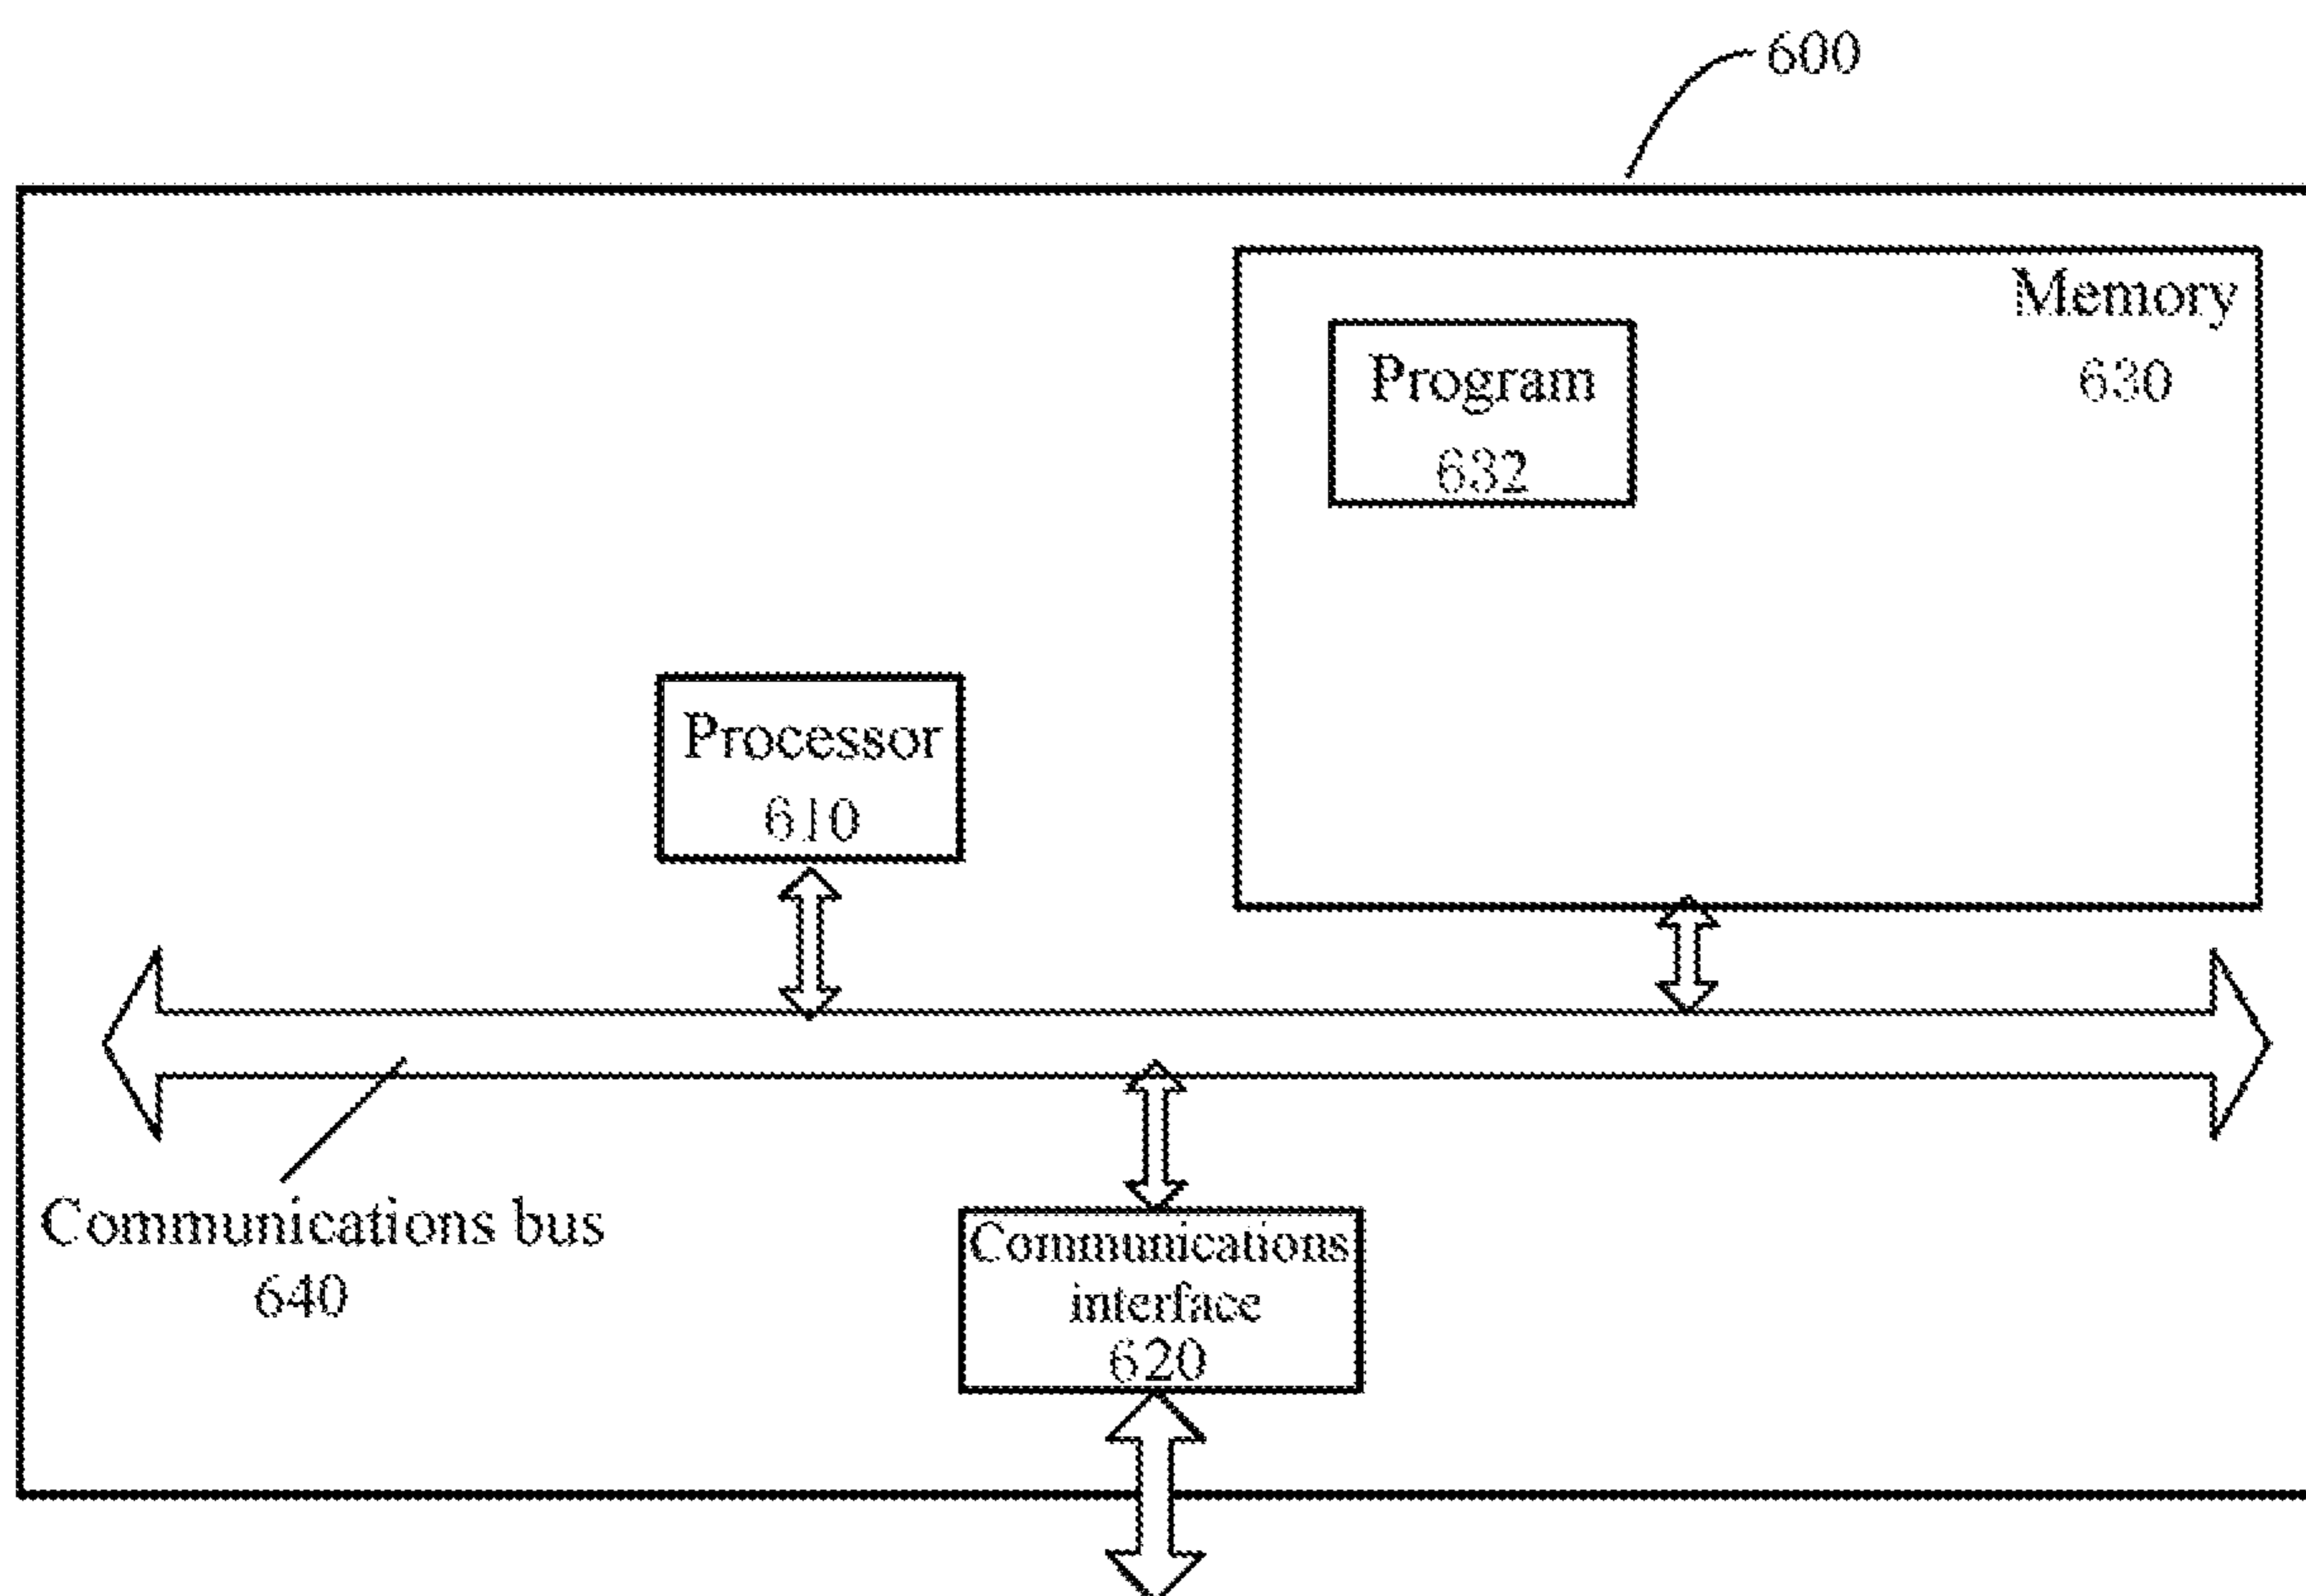 600
Memory
630
Program
632
Processor
610
Communications bus
640
Communications
interface
620